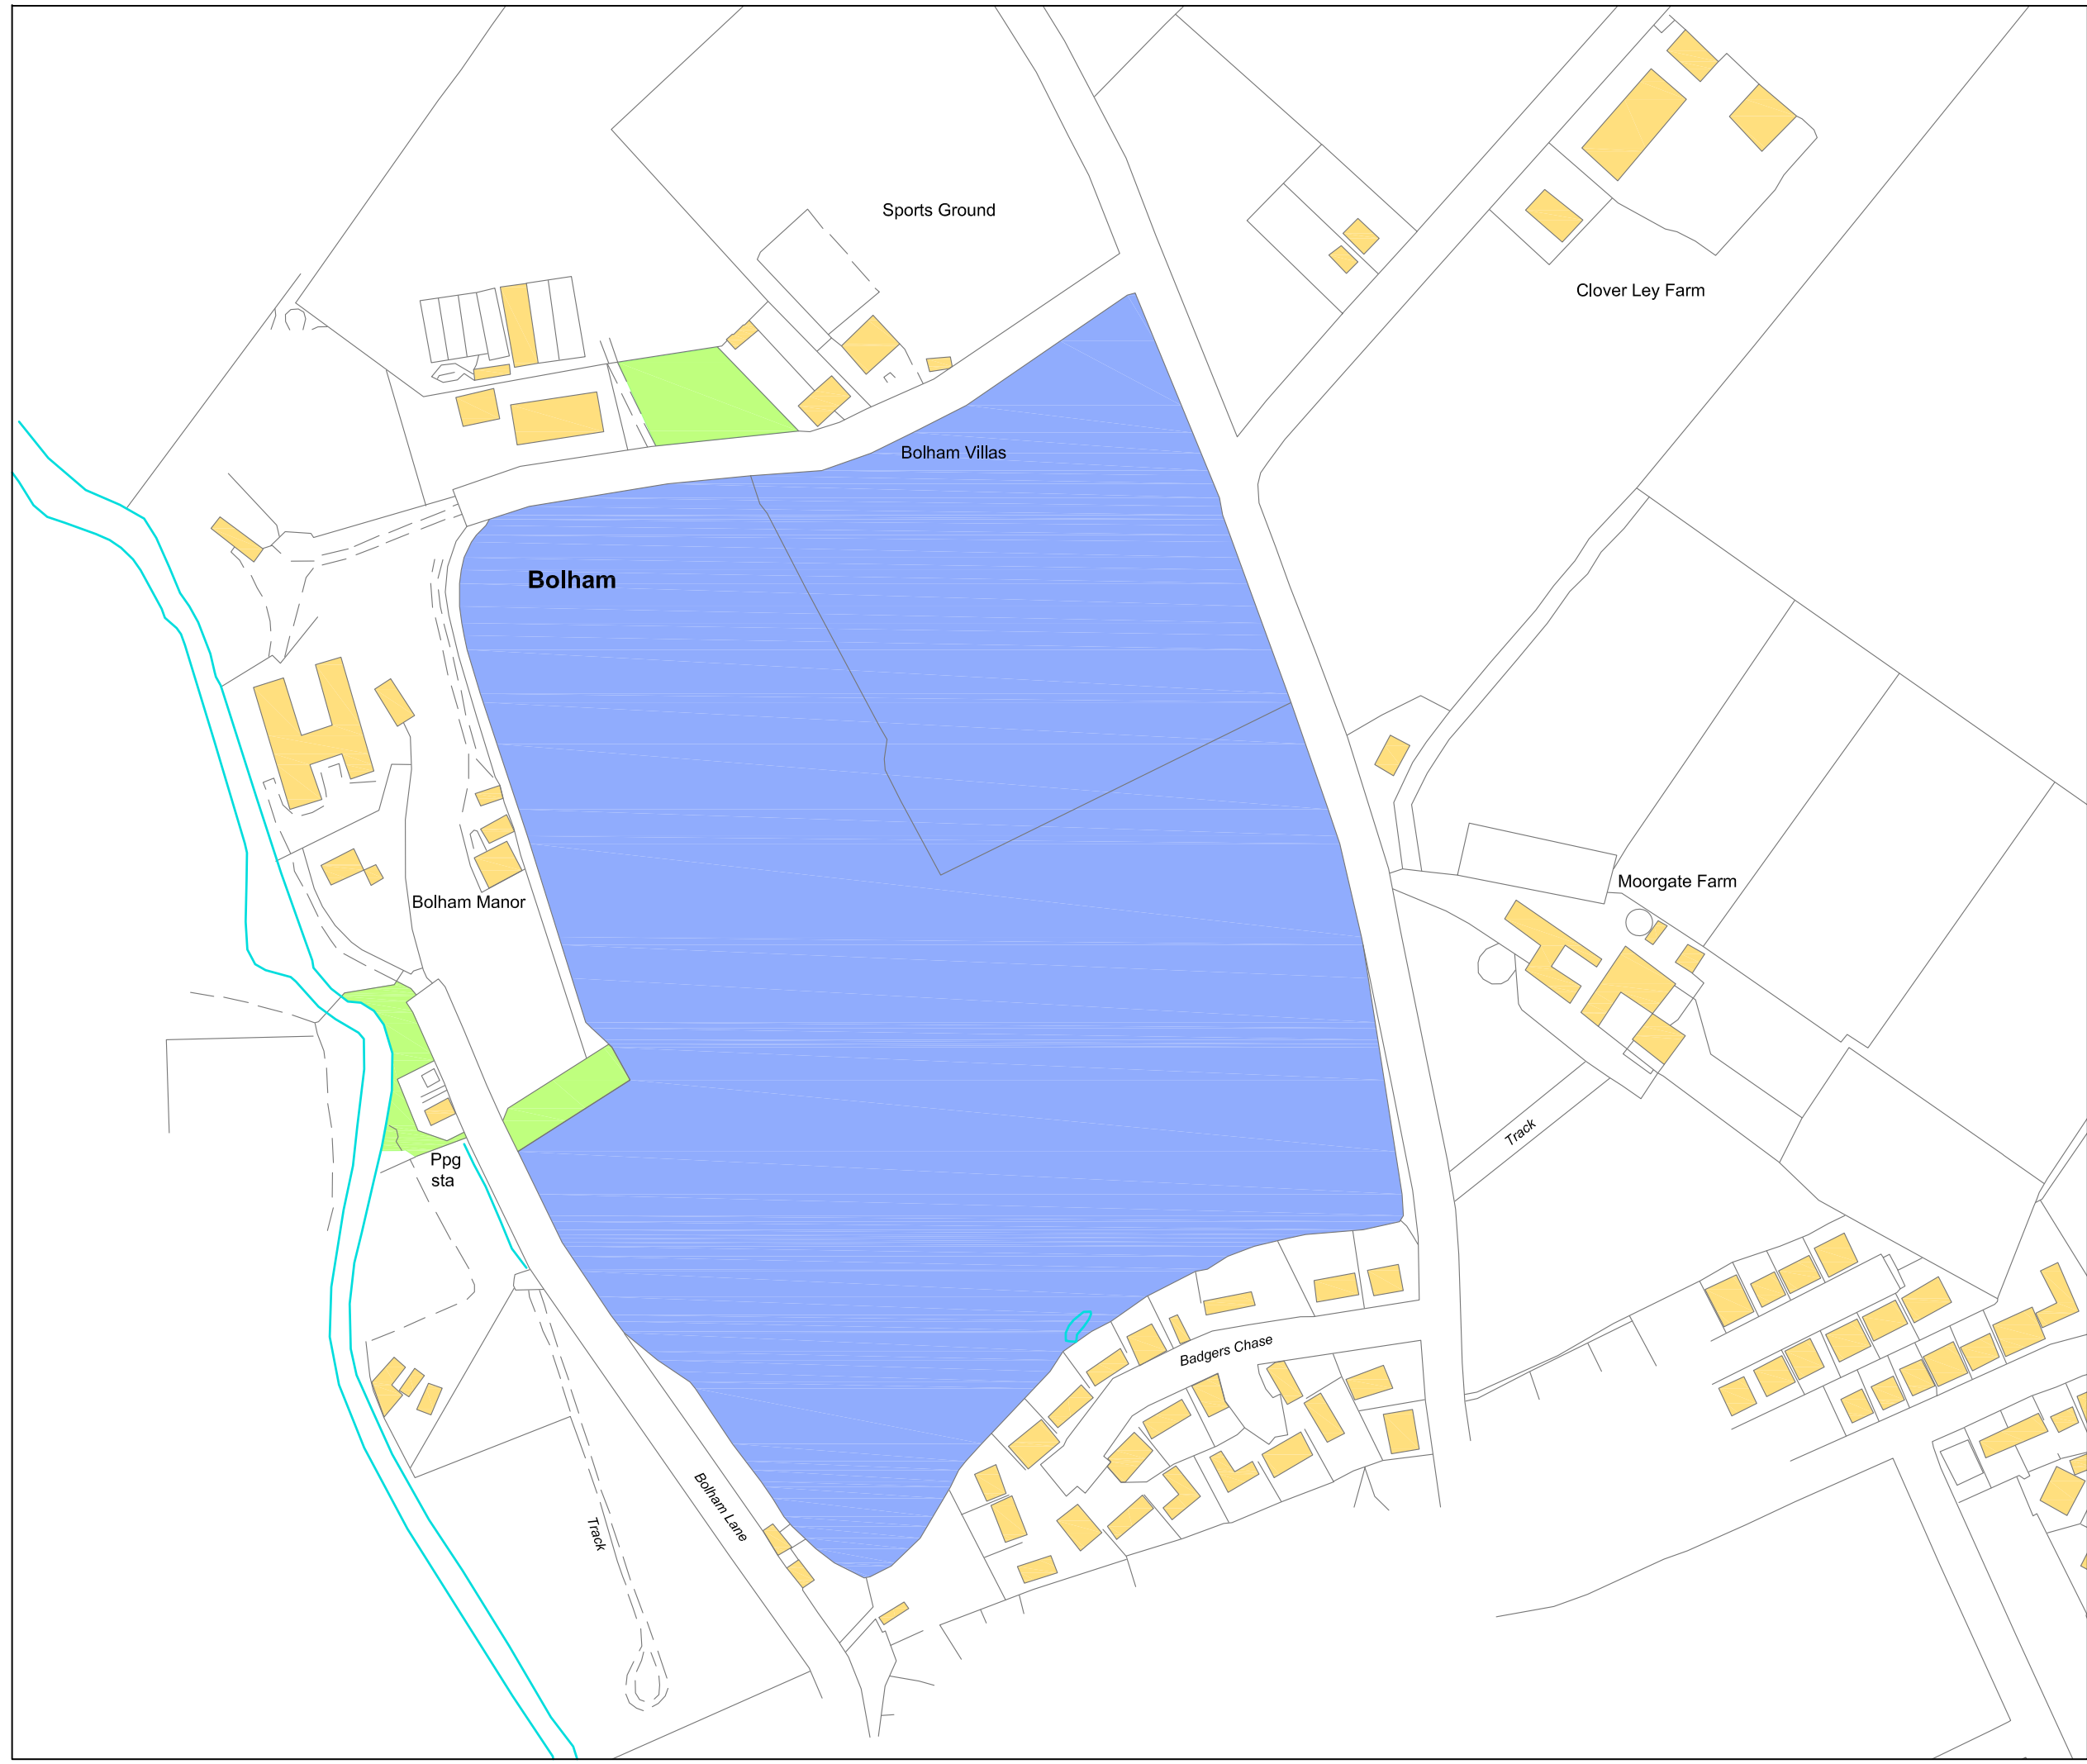 Sports Ground
Clover Ley Farm
Bolham Villas
Bolham
Moorgate Farm
Bolham Manor
Track
Ppg
sta
Badgers Chase
Bolham Lane
Track